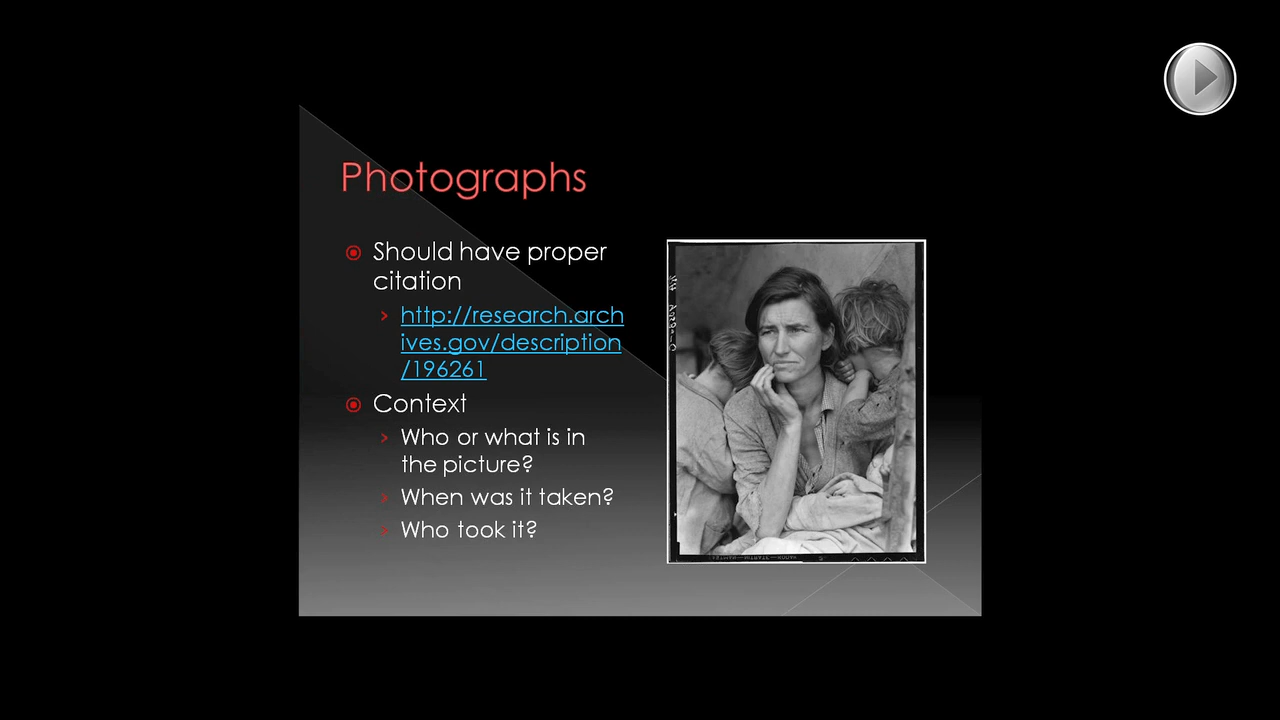 Photographs
Should have proper
citation
http://research.arch
ives.gov/description
/196261
Context
Who or what is in
the picture?
When was it taken?
Who took it?